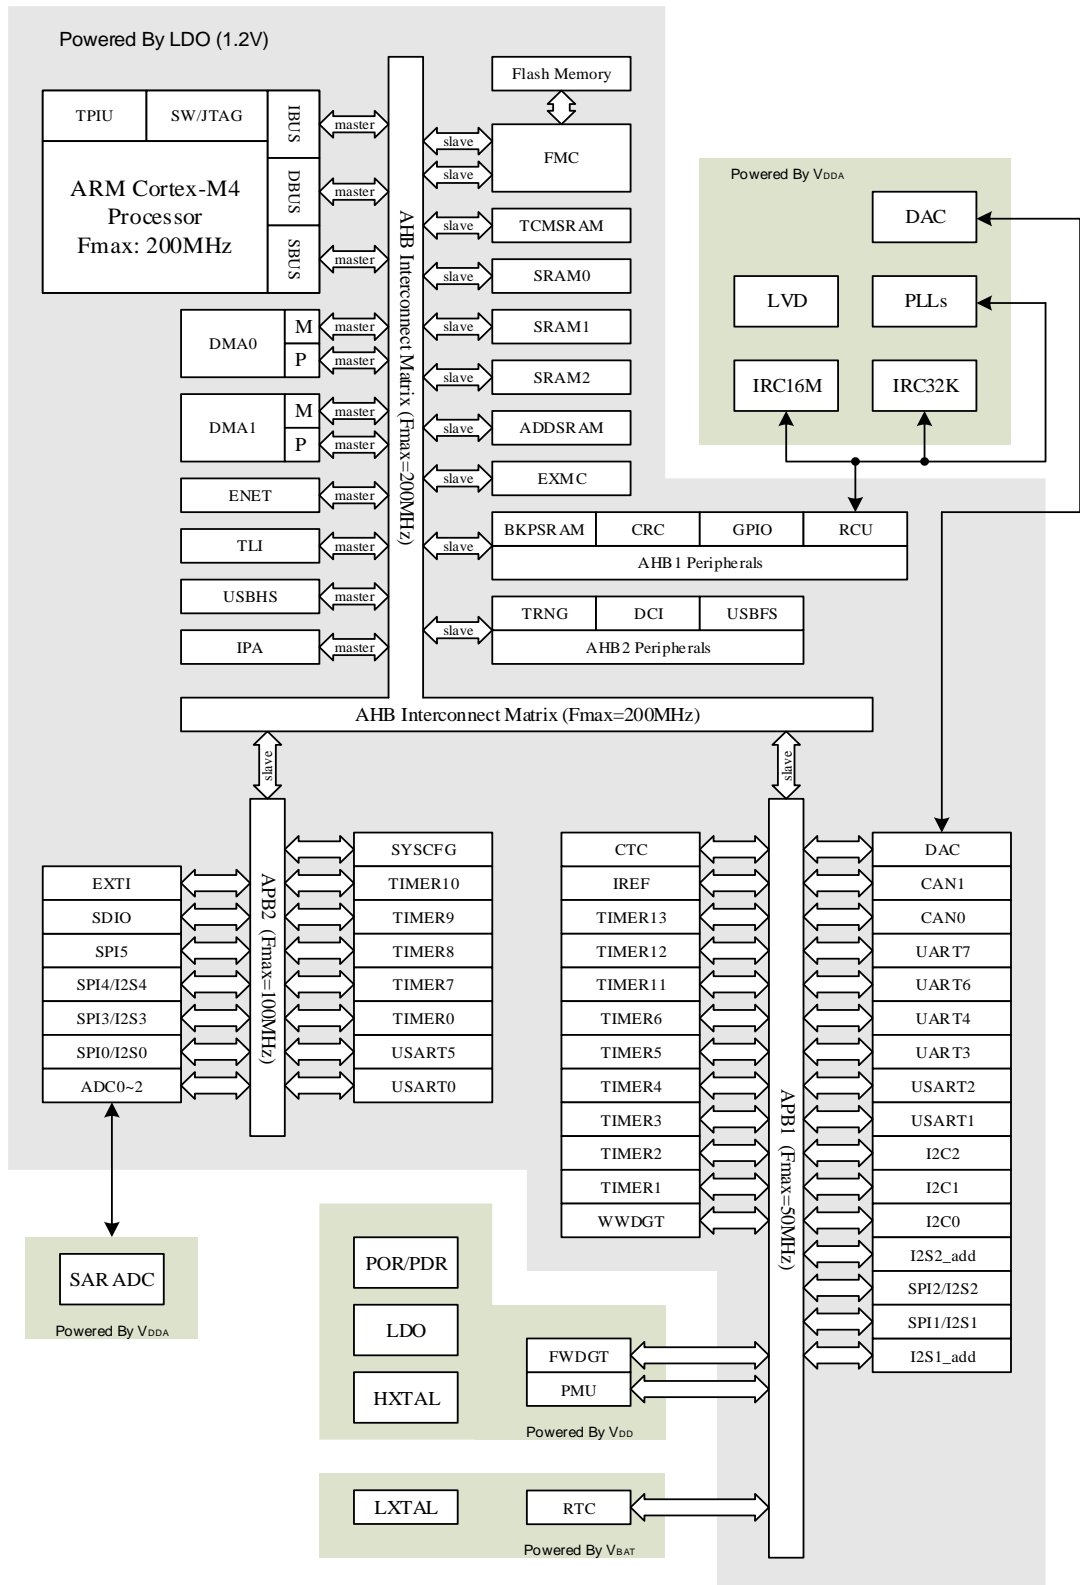 Powered By LDO (1.2V)
TPIU
SW/JTAG
IBUS
DBUS
SBUS
ARM Cortex-M4
Processor
Fmax: 200MHz
master
master
master
DMA0
M
P
master
master
DMA1
M
P
master
master
ENET
master
TLI
master
USBHS
master
IPA
master
AHB Interconnect Matrix (Fmax=200MHz)
Flash Memory
slave
slave
FMC
slave
TCMSRAM
slave
SRAM0
slave
SRAM1
slave
SRAM2
slave
ADDSRAM
slave
EXMC
slave
BKPSRAM
CRC
GPIO
RCU
AHB1 Peripherals
slave
TRNG
DCI
USBFS
AHB2 Peripherals
Powered By VDDA
DAC
LVD
PLLs
IRC16M
IRC32K
AHB Interconnect Matrix (Fmax=200MHz)
slave
slave
EXTI
SDIO
SPI5
SPI4/I2S4
SPI3/I2S3
SPI0/I2S0
ADC0~2
APB2 (Fmax=100MHz)
SYSCFG
TIMER10
TIMER9
TIMER8
TIMER7
TIMER0
USART5
USART0
CTC
IREF
TIMER13
TIMER12
TIMER11
TIMER6
TIMER5
TIMER4
TIMER3
TIMER2
TIMER1
WWDGT
APB1 (Fmax=50MHz)
DAC
CAN1
CAN0
UART7
UART6
UART4
UART3
USART2
USART1
I2C2
I2C1
I2C0
I2S2_add
SPI2/I2S2
SPI1/I2S1
I2S1_add
SAR ADC
Powered By VDDA
POR/PDR
LDO
HXTAL
FWDGT
PMU
Powered By VDD
LXTAL
RTC
Powered By VBAT